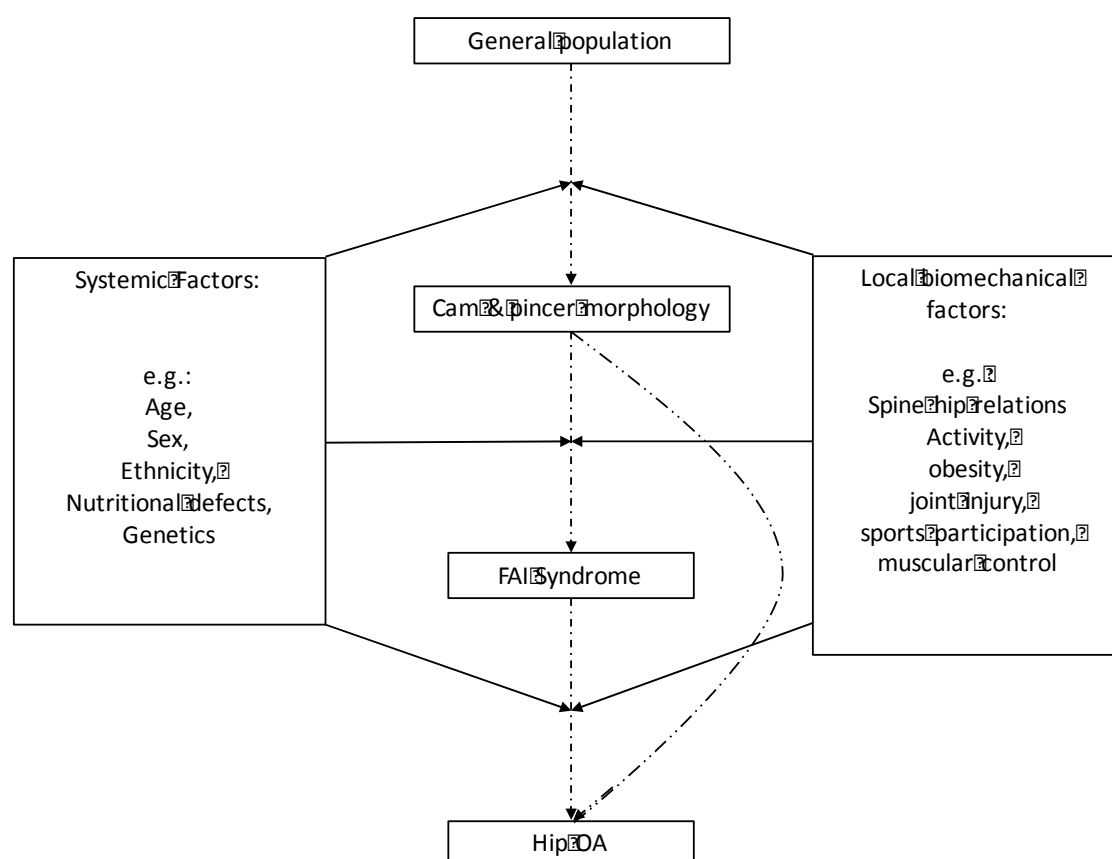 General population
Systemic Factors:
e.g.:
Age,
Sex,
Ethnicity,
Nutritional defects,
Genetics
Cam & pincer morphology
Local biomechanical
factors:
e.g.
Spine hip relations
Activity,
obesity,
joint injury,
sports participation,
muscular control
FAI Syndrome
Hip OA